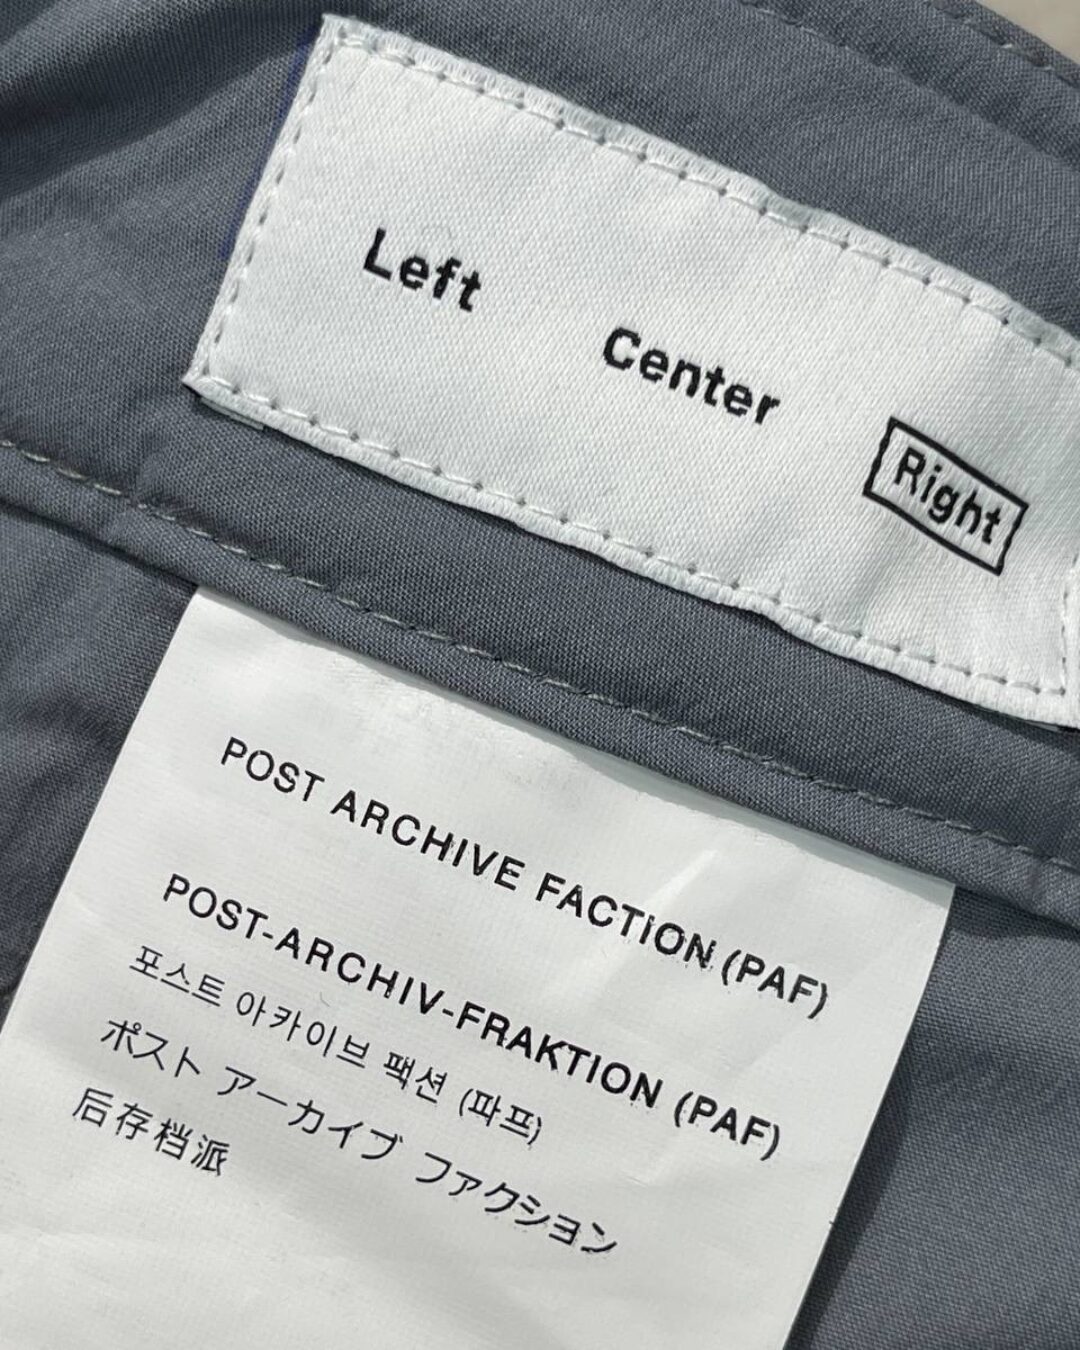 Left
Center
Right
POST ARCHIVE FACTION (PAF)
POST-ARCHIV-FRAKTION (PAF)
포스트 아카이브 팩션 (파프)
ポスト アーカイブ ファクション
后存档派